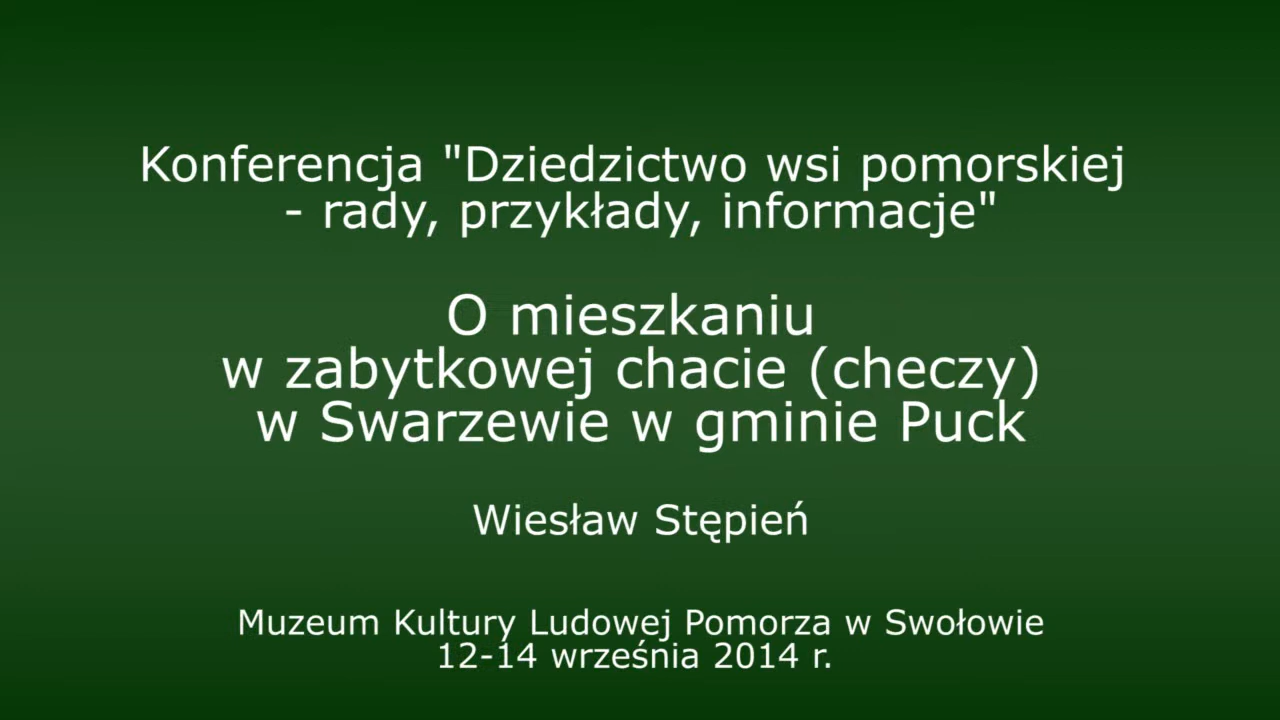 Konferencja "Dziedzictwo wsi pomorskiej
- rady, przykłady, informacje"
O mieszkaniu
w zabytkowej chacie (checzy)
w Swarzewie w gminie Puck
Wiesław Stępień
Muzeum Kultury Ludowej Pomorza w Swołowie
12-14 września 2014 r.